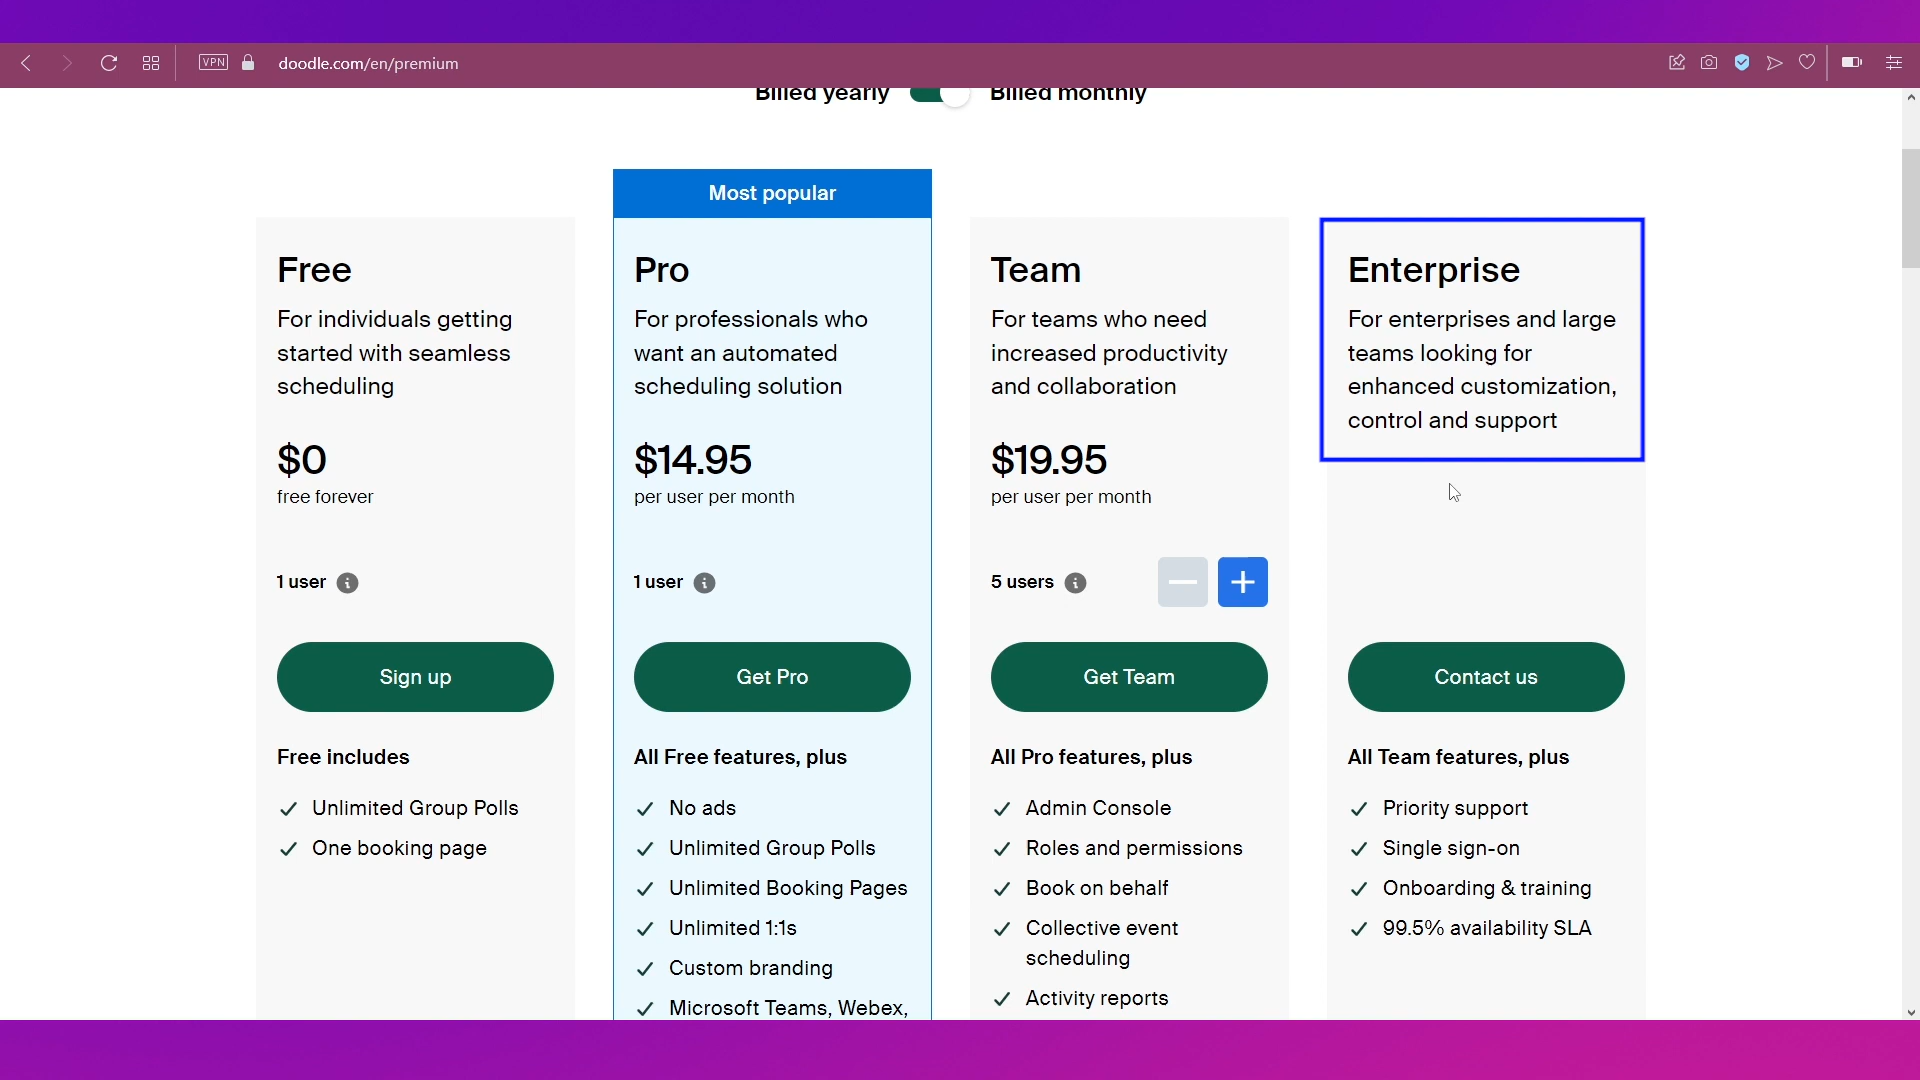 VPN doodle.com/en/premium
Billed yearly Billed monthly
Most popular
Free
For individuals getting
started with seamless
scheduling
$0
free forever
1 user
Sign up
Free includes
Unlimited Group Polls
One booking page
Pro
For professionals who
want an automated
scheduling solution
$14.95
per user per month
1 user
Get Pro
All Free features, plus
No ads
Unlimited Group Polls
Unlimited Booking Pages
Unlimited 1:1s
Custom branding
Microsoft Teams, Webex,
Team
For teams who need
increased productivity
and collaboration
$19.95
per user per month
5 users
Get Team
All Pro features, plus
Admin Console
Roles and permissions
Book on behalf
Collective event
scheduling
Activity reports
Enterprise
For enterprises and large
teams looking for
enhanced customization,
control and support
Contact us
All Team features, plus
Priority support
Single sign-on
Onboarding & training
99.5% availability SLA